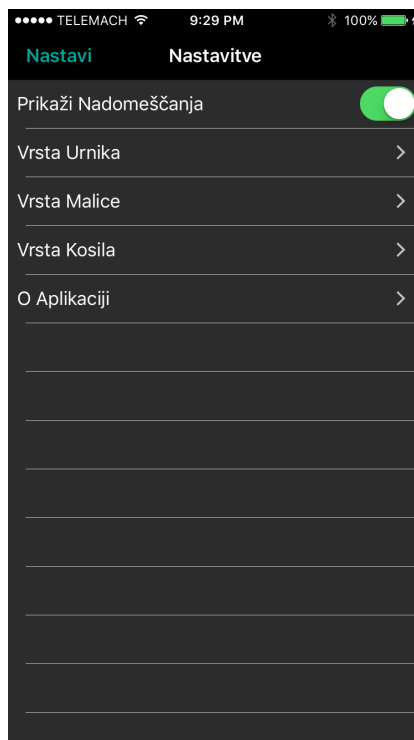 TELEMACH 9:29 PM 100%
Nastavi Nastavitve
Prikaži Nadomeščanja
Vrsta Urnika
Vrsta Malice
Vrsta Kosila
O Aplikaciji